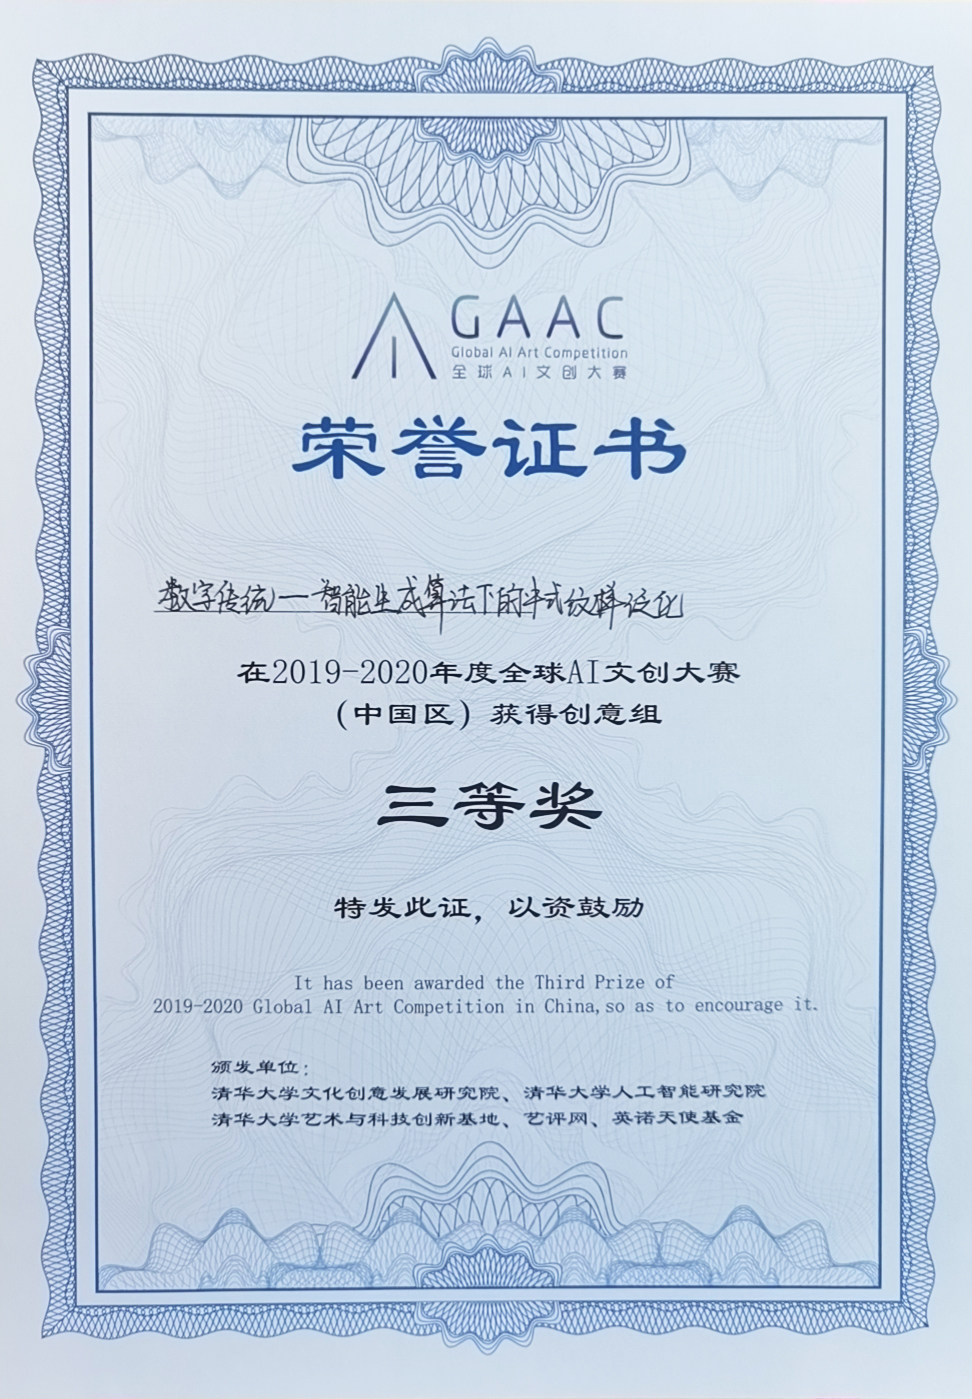 GAAC
Global AI Art Competition
全球AI文创大赛
荣誉证书
数字传统—智能生成算法下的中式纹样设化
在2019-2020年度全球AI文创大赛
（中国区）获得创意组
三等奖
特发此证，以资鼓励
It has been awarded the Third Prize of
2019-2020 Global AI Art Competition in China,so as to encourage it.
颁发单位：
清华大学文化创意发展研究院、清华大学人工智能研究院
清华大学艺术与科技创新基地、艺评网、英诺天使基金